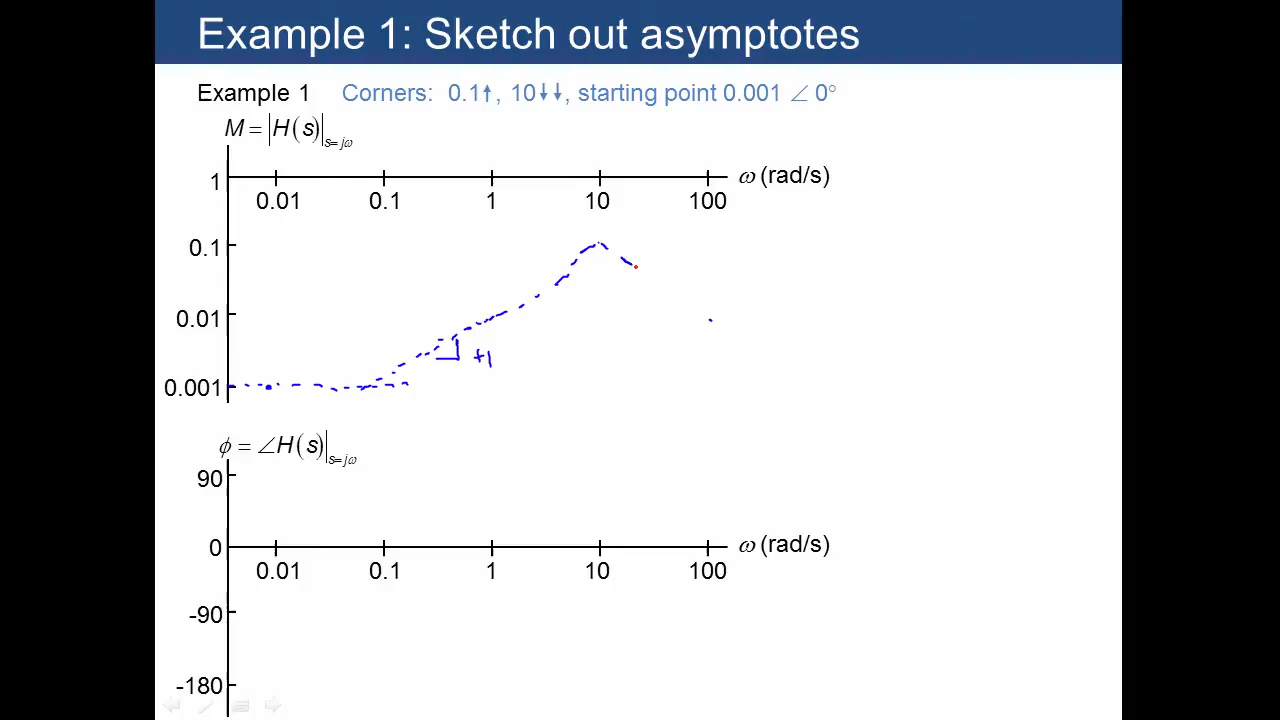 Example 1: Sketch out asymptotes
Example 1 Corners: 0.1↑, 10↓↓, starting point 0.001 ∠ 0°
M = |H(s)|s=jω
1 ω (rad/s)
0.01 0.1 1 10 100
0.1
0.01
+1
0.001
ϕ = ∠H(s)|s=jω
90
0 ω (rad/s)
0.01 0.1 1 10 100
-90
-180